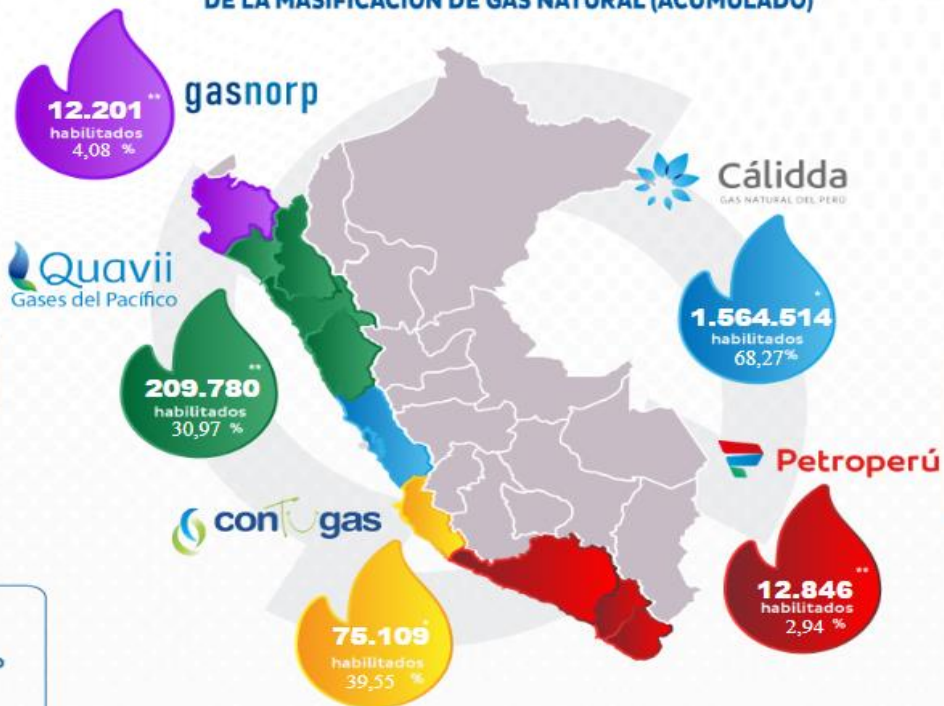 DE LA MASIFICACIÓN DE GAS NATURAL (ACUMULADO)
12.201 **
habilitados
4,08 %
gasnorp
Cálidda
GAS NATURAL DEL PERÚ
Quavii
Gases del Pacífico
1.564.514 *
habilitados
68,27%
209.780 **
habilitados
30,97 %
Petroperú
conTUgas
12.846 **
habilitados
2,94 %
75.109 *
habilitados
39,55 %